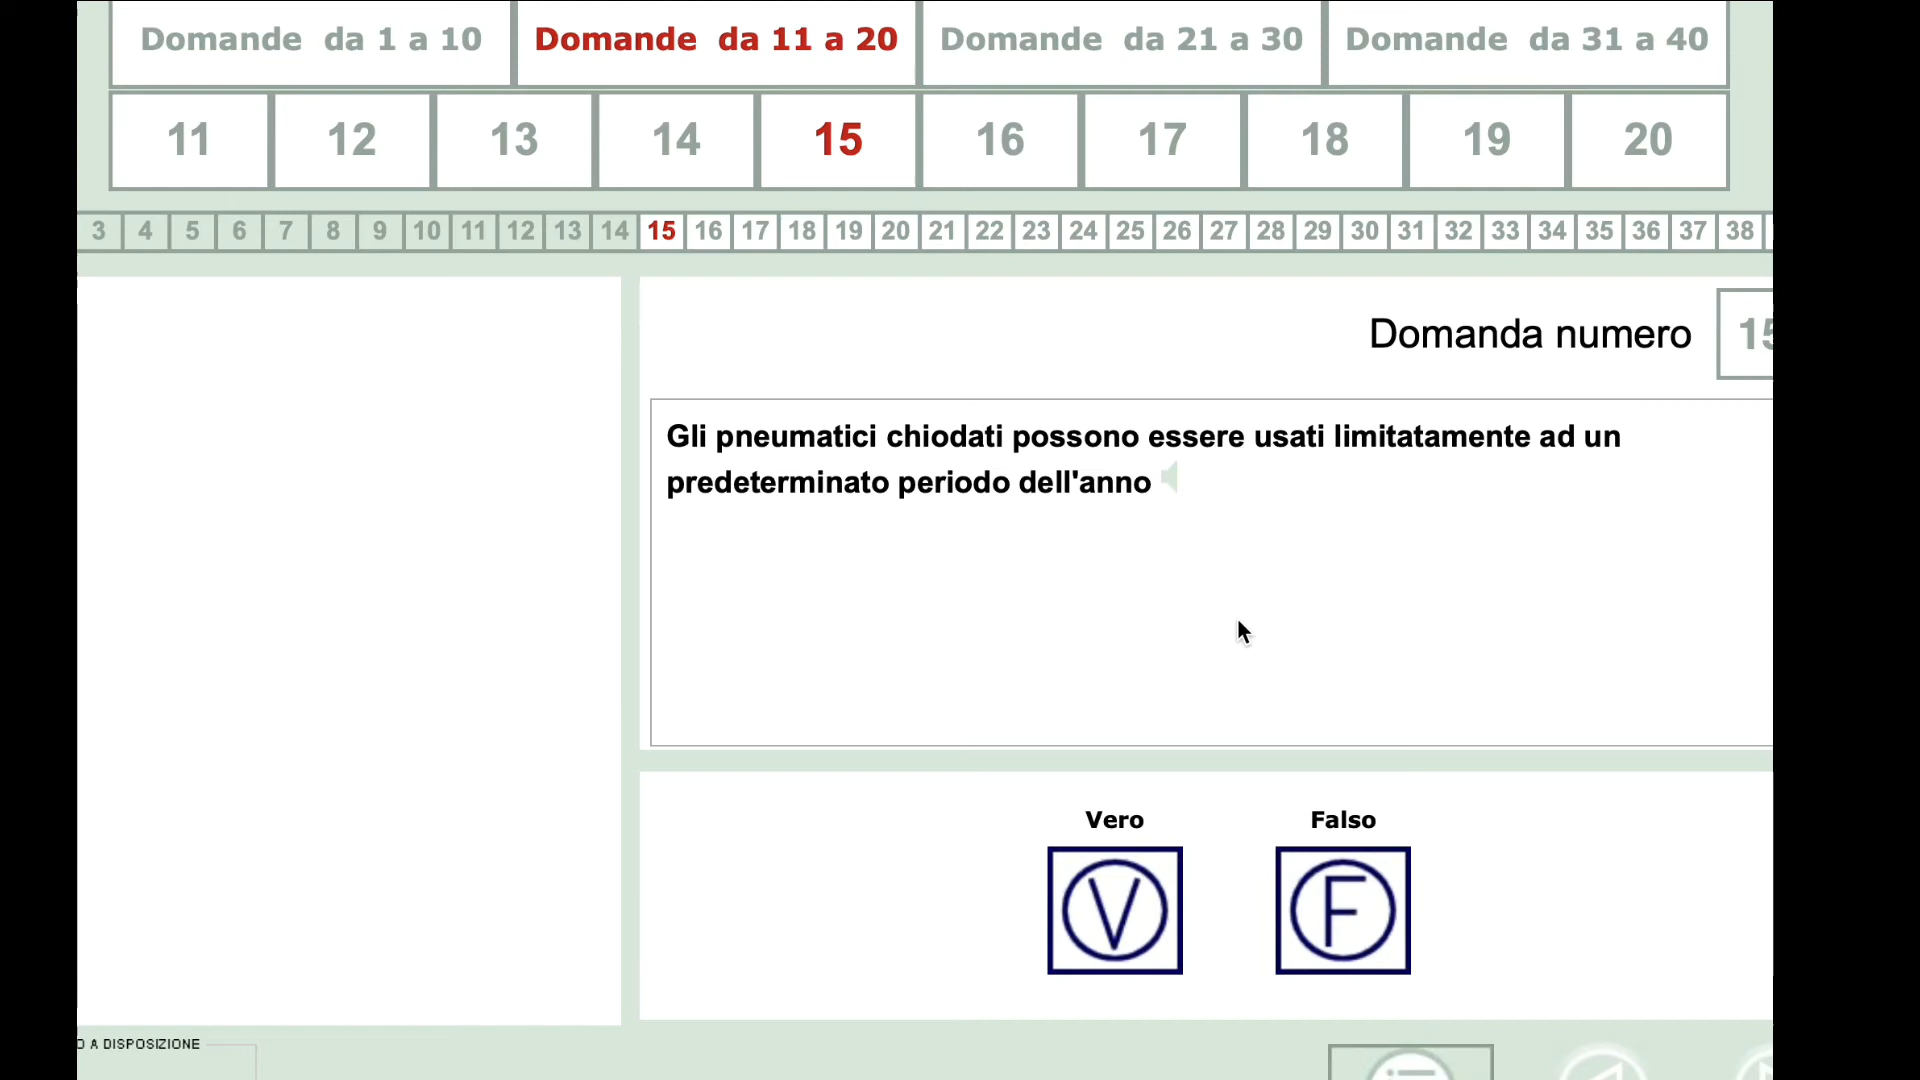 Domande da 1 a 10 Domande da 11 a 20 Domande da 21 a 30 Domande da 31 a 40
11 12 13 14 15 16 17 18 19 20
3 4 5 6 7 8 9 10 11 12 13 14 15 16 17 18 19 20 21 22 23 24 25 26 27 28 29 30 31 32 33 34 35 36 37 38
Domanda numero 15
Gli pneumatici chiodati possono essere usati limitatamente ad un
predeterminato periodo dell'anno
Vero Falso
V F
A DISPOSIZIONE